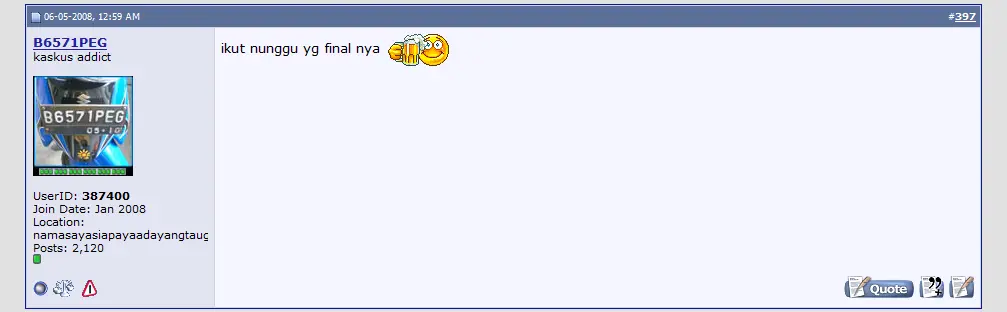 06-05-2008, 12:59 AM
#397
B6571PEG
kaskus addict
ikut nunggu yg final nya
B6571PEG
05•10
UserID: 387400
Join Date: Jan 2008
Location:
namasayasiapayaadayangtaug
Posts: 2,120
Quote